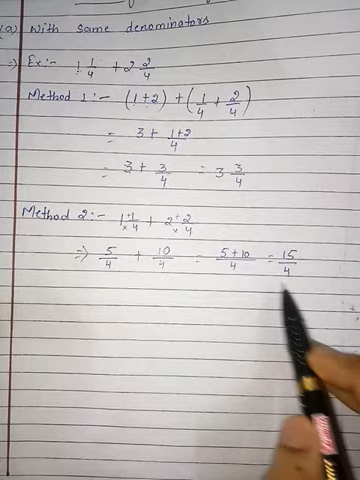 (a) With same denominators
⇒ Ex:- 1 1/4 + 2 2/4
Method 1:- (1+2) + (1/4 + 2/4)
= 3 + 1+2/4
= 3 + 3/4 = 3 3/4
Method 2:- 1 +1/×4 + 2 +2/×4
⇒ 5/4 + 10/4 = 5+10/4 = 15/4